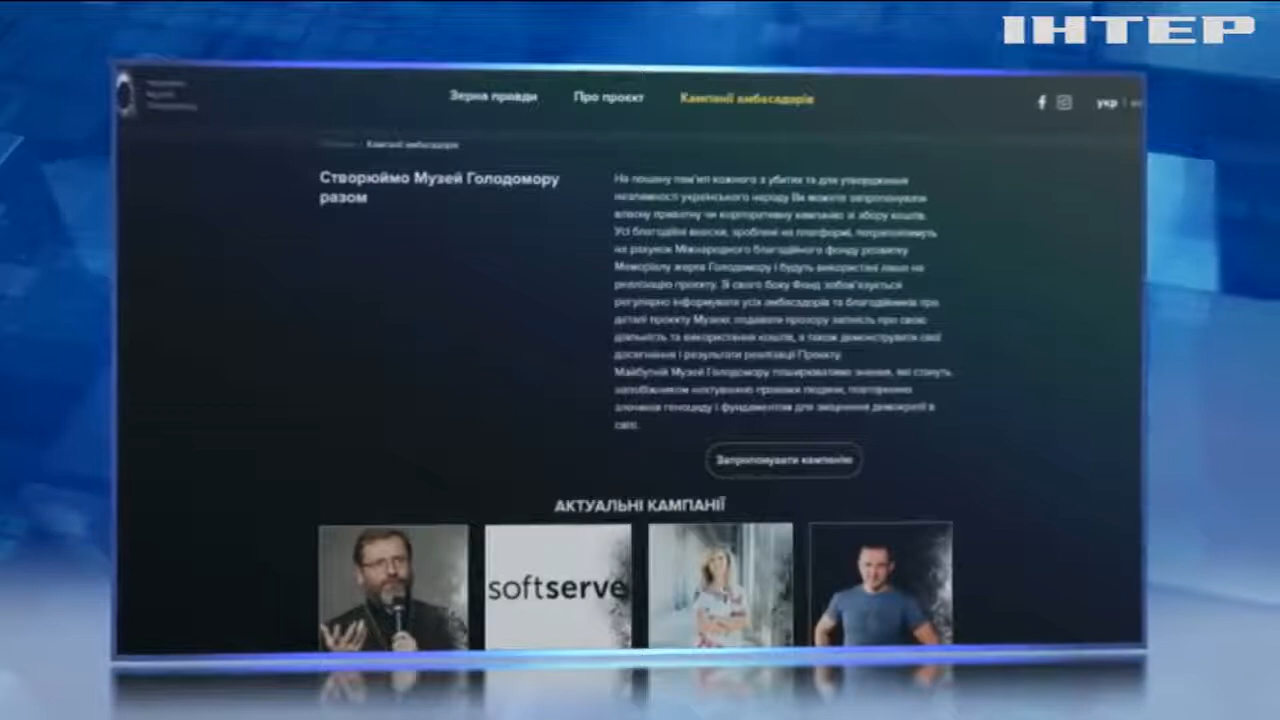 ІНТЕР
Зерна правди
Про проєкт
Кампанії амбасадорів
укр
Кампанії амбасадорів
Створюймо Музей Голодомору
разом
На пошану пам'яті кожного з убитих та для утвердження
незламності українського народу Ви можете запропонувати
власну приватну чи корпоративну кампанію зі збору коштів.
Усі благодійні внески, зроблені на платформі, потраплятимуть
на рахунок Міжнародного благодійного фонду розвитку
Меморіалу жертв Голодомору і будуть використані лише на
реалізацію проєкту. Зі свого боку Фонд зобов'язується
регулярно інформувати усіх амбасадорів та благодійників про
деталі проєкту Музею: подавати прозору звітність про свою
діяльність та використання коштів, а також демонструвати свої
досягнення і результати реалізації Проєкту.
Майбутній Музей Голодомору поширюватиме знання, які стануть
запобіжником нехтуванню правами людини, повторенню
злочинів геноциду і фундаментом для зміцнення демократії в
світі.
Запропонувати кампанію
АКТУАЛЬНІ КАМПАНІЇ
softserve